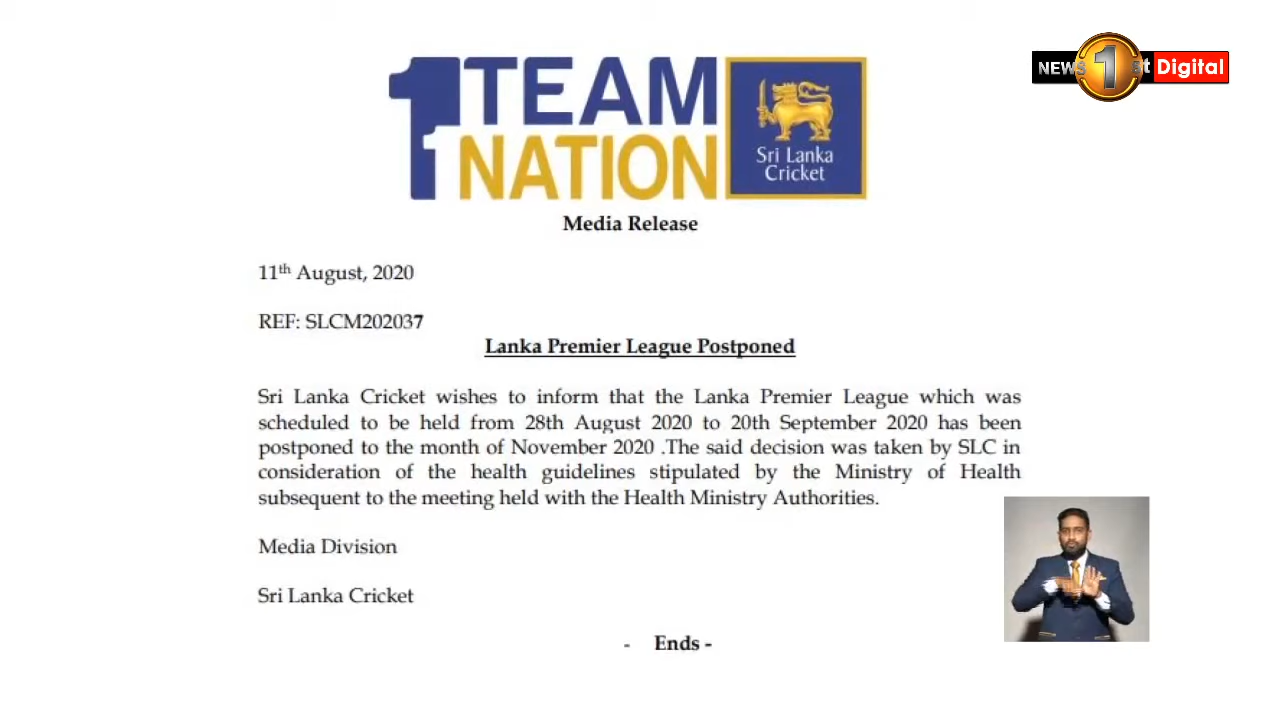 1 TEAM
1 NATION
Sri Lanka
Cricket
NEWS 1st Digital
Media Release
11th August, 2020
REF: SLCM202037
Lanka Premier League Postponed
Sri Lanka Cricket wishes to inform that the Lanka Premier League which was
scheduled to be held from 28th August 2020 to 20th September 2020 has been
postponed to the month of November 2020 .The said decision was taken by SLC in
consideration of the health guidelines stipulated by the Ministry of Health
subsequent to the meeting held with the Health Ministry Authorities.
Media Division
Sri Lanka Cricket
- Ends -